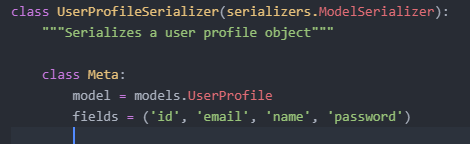 class UserProfileSerializer(serializers.ModelSerializer):
    """Serializes a user profile object"""
    class Meta:
        model = models.UserProfile
        fields = ('id', 'email', 'name', 'password')